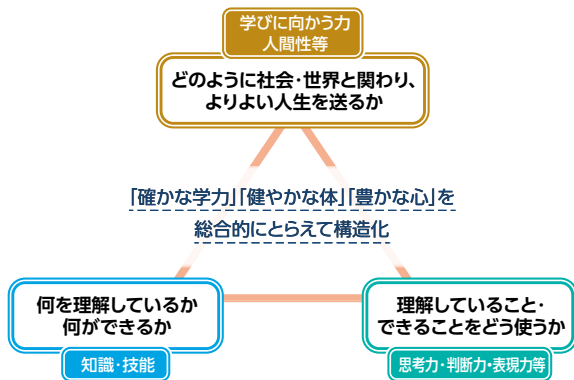 学びに向かう力
人間性等
どのように社会・世界と関わり、
よりよい人生を送るか
「確かな学力」「健やかな体」「豊かな心」を
総合的にとらえて構造化
何を理解しているか
何ができるか
知識・技能
理解していること・
できることをどう使うか
思考力・判断力・表現力等